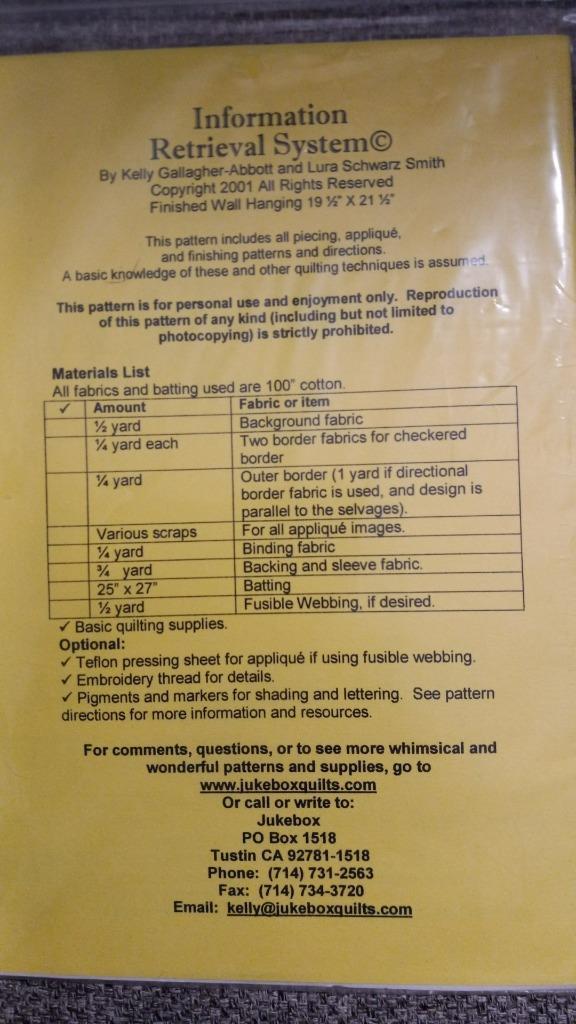 Information
Retrieval System©
By Kelly Gallagher-Abbott and Lura Schwarz Smith
Copyright 2001 All Rights Reserved
Finished Wall Hanging 19 ½" X 21 ½"
This pattern includes all piecing, appliqué,
and finishing patterns and directions.
A basic knowledge of these and other quilting techniques is assumed.
This pattern is for personal use and enjoyment only. Reproduction
of this pattern of any kind (including but not limited to
photocopying) is strictly prohibited.
Materials List
All fabrics and batting used are 100" cotton.
✓ Amount Fabric or item
½ yard Background fabric
¼ yard each Two border fabrics for checkered
border
¼ yard Outer border (1 yard if directional
border fabric is used, and design is
parallel to the selvages).
Various scraps For all appliqué images.
¼ yard Binding fabric
¾ yard Backing and sleeve fabric.
25" x 27" Batting
½ yard Fusible Webbing, if desired.
✓ Basic quilting supplies.
Optional:
✓ Teflon pressing sheet for appliqué if using fusible webbing.
✓ Embroidery thread for details.
✓ Pigments and markers for shading and lettering. See pattern
directions for more information and resources.
For comments, questions, or to see more whimsical and
wonderful patterns and supplies, go to
www.jukeboxquilts.com
Or call or write to:
Jukebox
PO Box 1518
Tustin CA 92781-1518
Phone: (714) 731-2563
Fax: (714) 734-3720
Email: kelly@jukeboxquilts.com